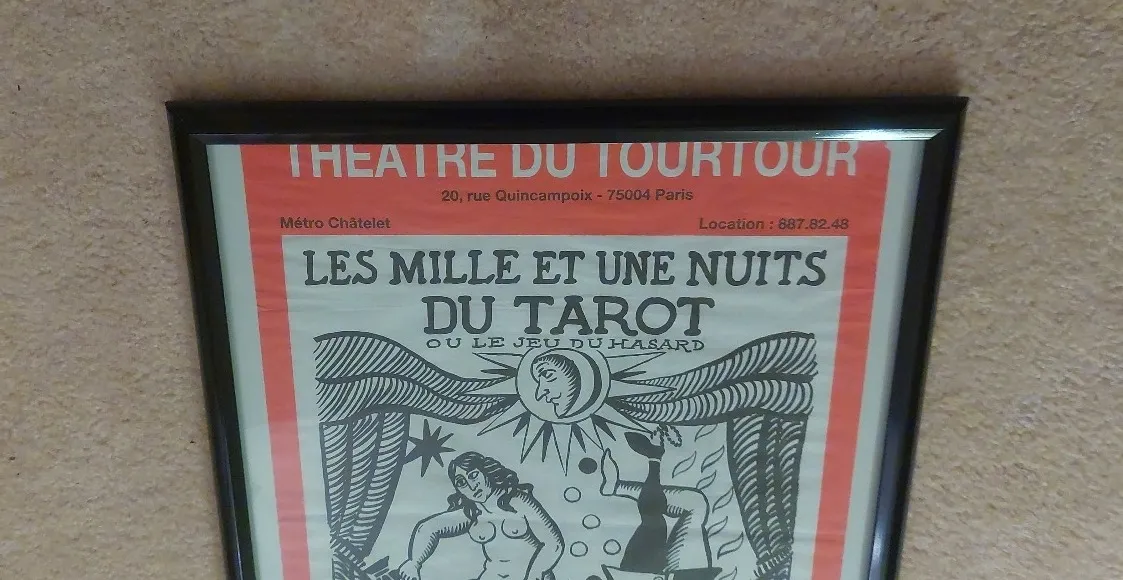 THEATRE DU TOURTOUR
20, rue Quincampoix - 75004 Paris
Métro Châtelet
Location : 887.82.48
LES MILLE ET UNE NUITS
DU TAROT
OU LE JEU DU HASARD